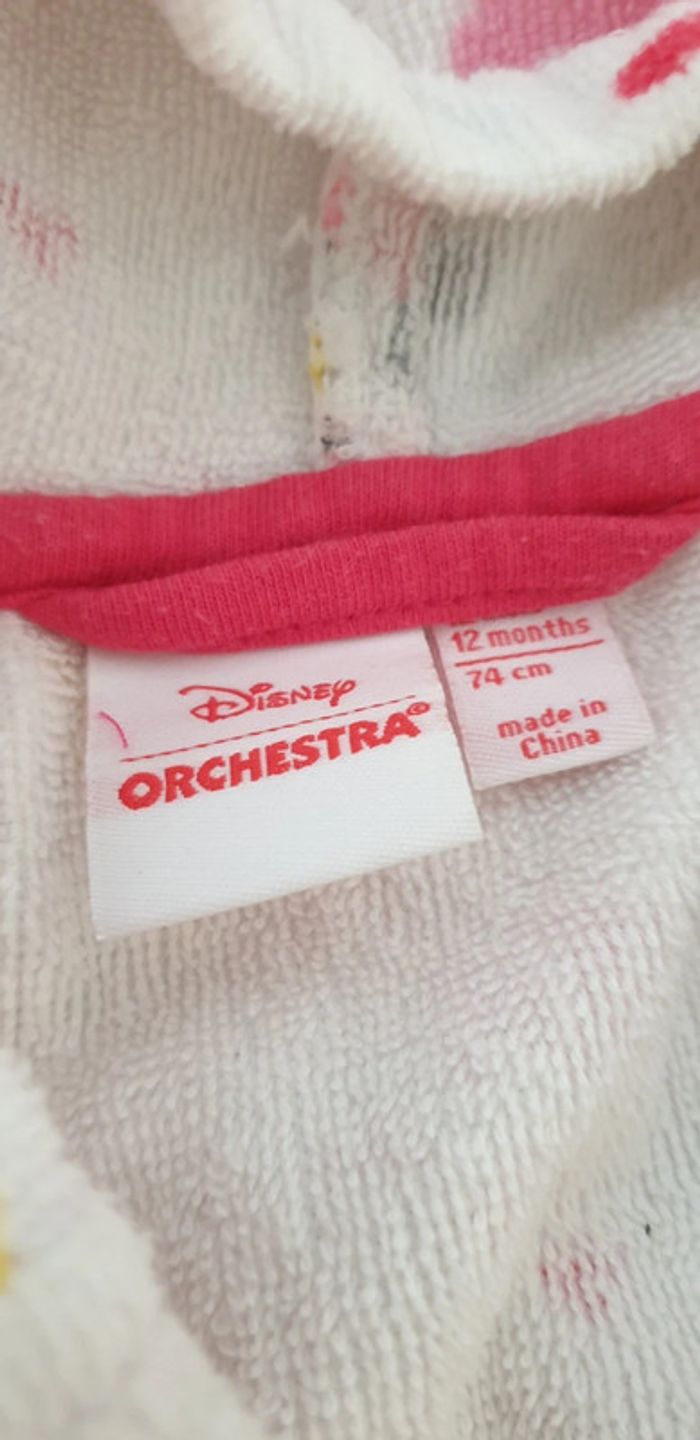 Disney
ORCHESTRA®
12 months
74 cm
made in
China